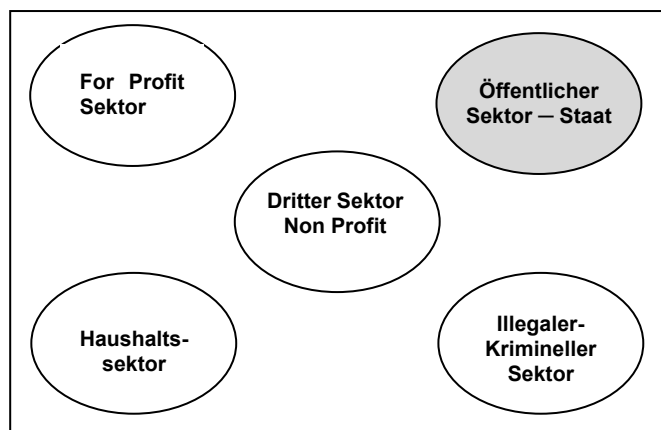 For Profit
Sektor
Öffentlicher
Sektor – Staat
Dritter Sektor
Non Profit
Haushalts-
sektor
Illegaler-
Krimineller
Sektor